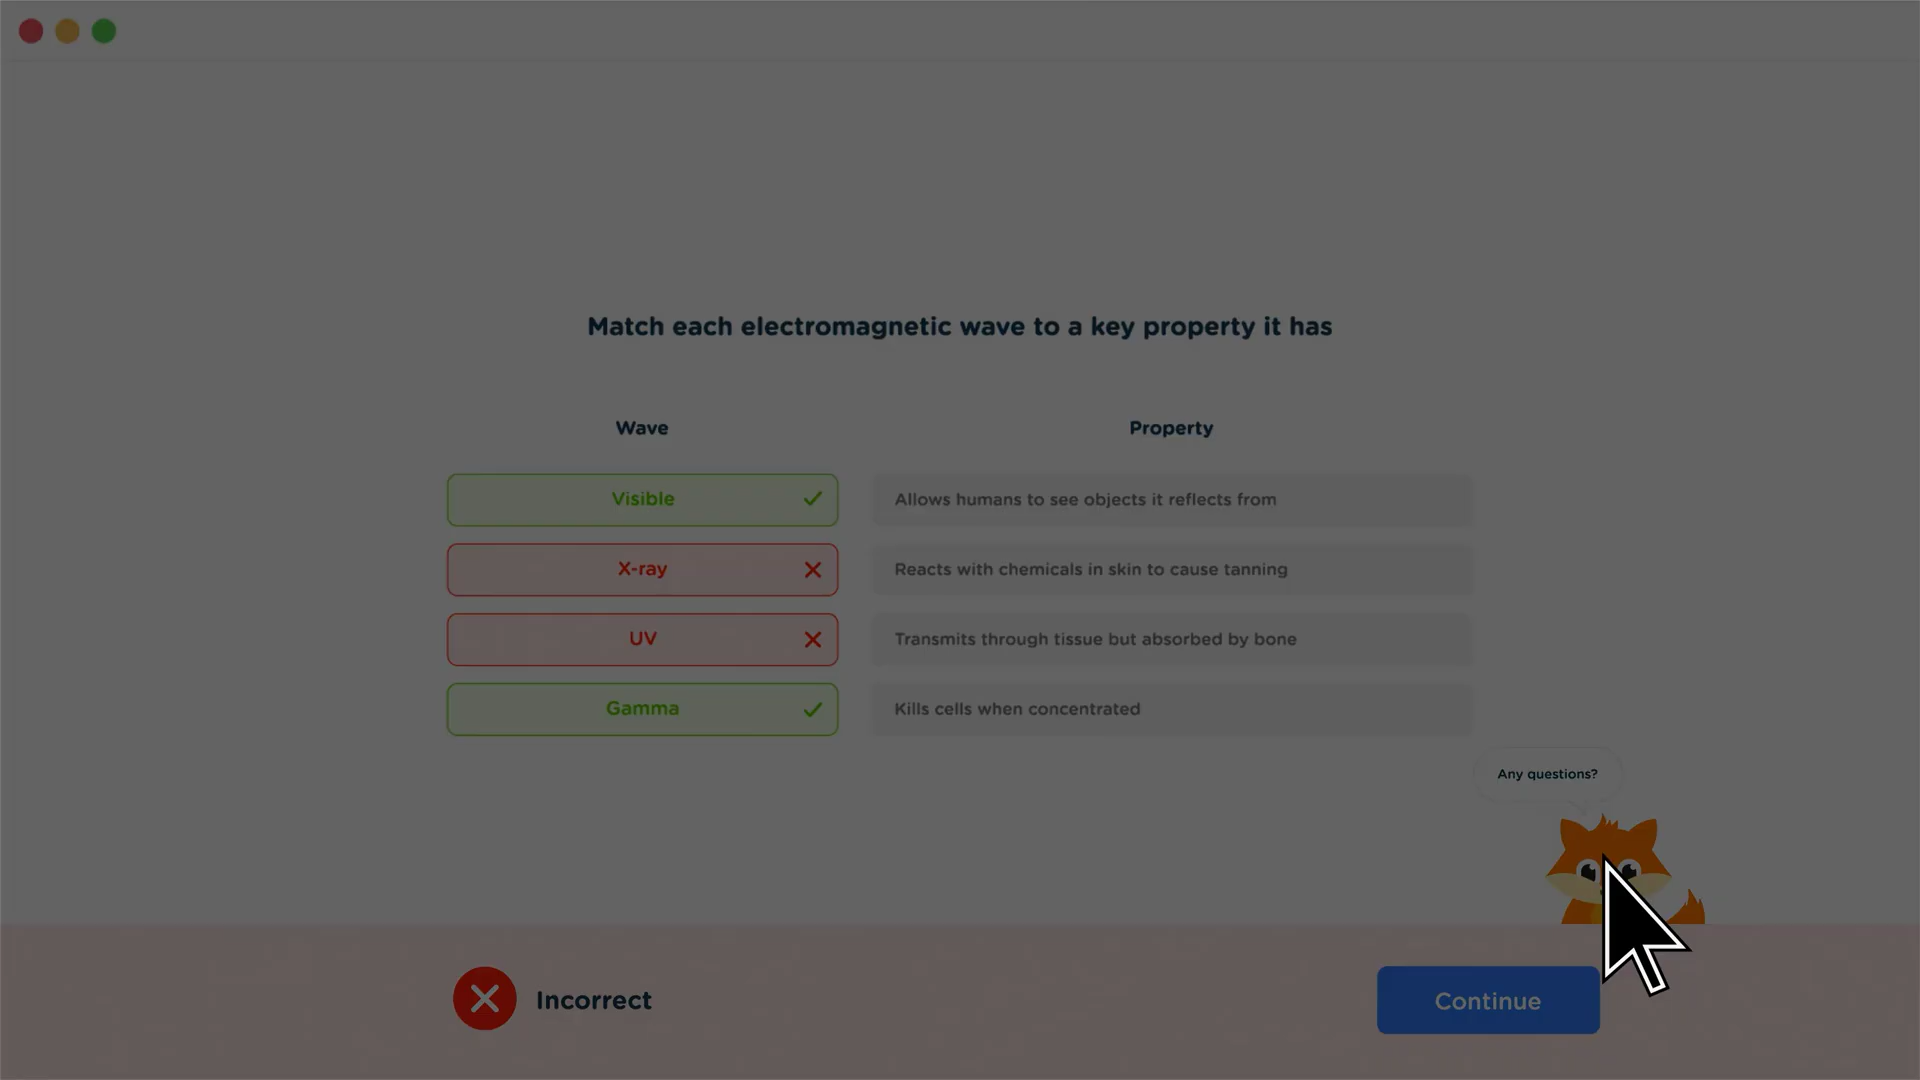 Match each electromagnetic wave to a key property it has
Wave
Property
Visible
Allows humans to see objects it reflects from
X-ray
Reacts with chemicals in skin to cause tanning
UV
Transmits through tissue but absorbed by bone
Gamma
Kills cells when concentrated
Any questions?
Incorrect
Continue